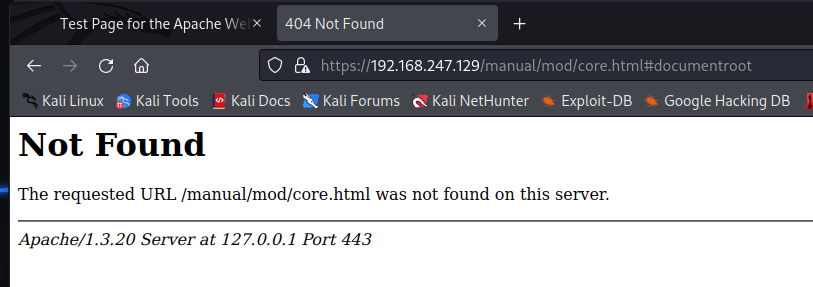 Test Page for the Apache We
404 Not Found
https://192.168.247.129/manual/mod/core.html#documentroot
Kali Linux Kali Tools Kali Docs Kali Forums Kali NetHunter Exploit-DB Google Hacking DB
Not Found
The requested URL /manual/mod/core.html was not found on this server.
Apache/1.3.20 Server at 127.0.0.1 Port 443